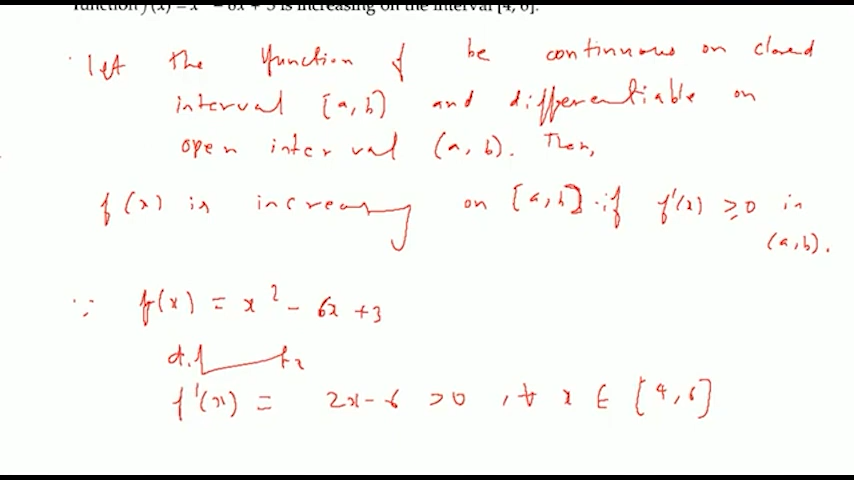 function f(x) = x² – 6x + 3 is increasing on the interval [4, 6].
let the function f be continuous on closed
interval [a, b) and differentiable on
open interval (a, b). Then,
f(x) is increasing on [a, b] if f'(x) ≥ 0 in
(a, b).
∵ f(x) = x² – 6x + 3
f'(x) = 2x – 6 > 0 , ∀ x ∈ [4, 6]